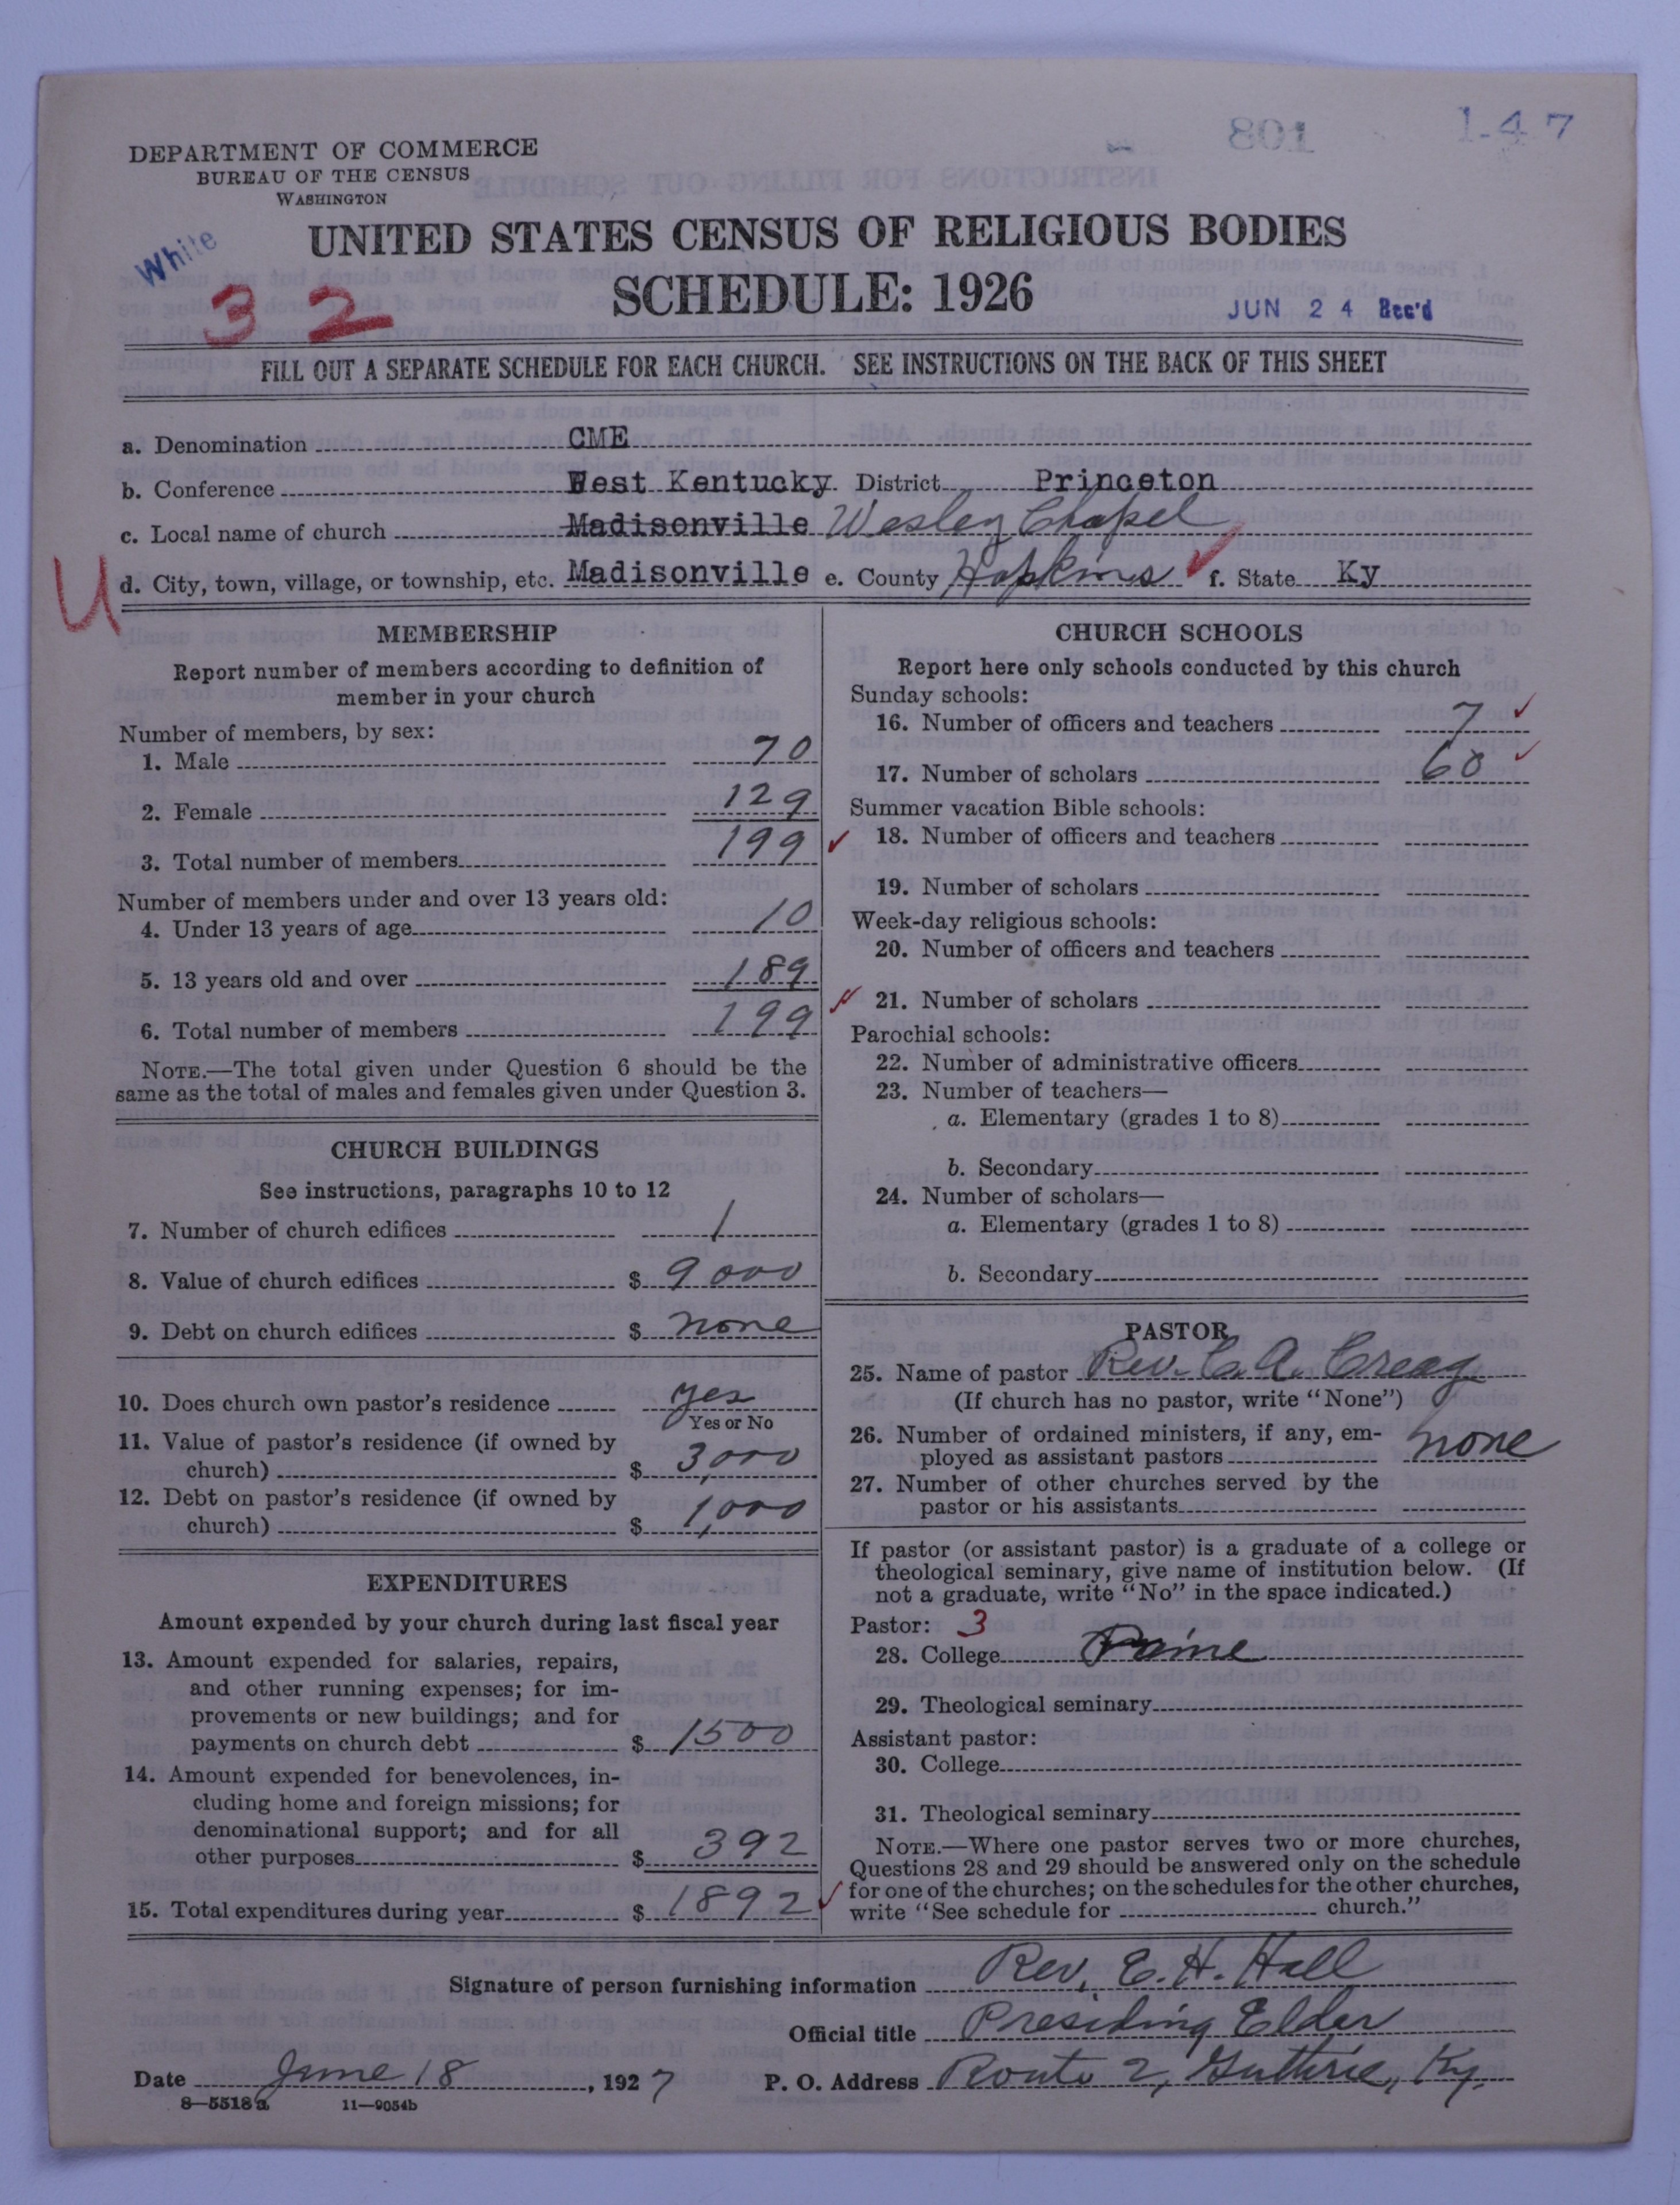 801
1-47
DEPARTMENT OF COMMERCE
BUREAU OF THE CENSUS
WASHINGTON
White
32
UNITED STATES CENSUS OF RELIGIOUS BODIES
SCHEDULE: 1926
JUN 24 Rec'd
FILL OUT A SEPARATE SCHEDULE FOR EACH CHURCH. SEE INSTRUCTIONS ON THE BACK OF THIS SHEET
a. Denomination CME
b. Conference West Kentucky District Princeton
c. Local name of church Madisonville Wesley Chapel
U
d. City, town, village, or township, etc. Madisonville e. County Hopkins f. State Ky
MEMBERSHIP
Report number of members according to definition of
member in your church
Number of members, by sex:
1. Male 70
2. Female 129
3. Total number of members 199
Number of members under and over 13 years old:
4. Under 13 years of age 10
5. 13 years old and over 189
6. Total number of members 199
NOTE.—The total given under Question 6 should be the
same as the total of males and females given under Question 3.
CHURCH BUILDINGS
See instructions, paragraphs 10 to 12
7. Number of church edifices 1
8. Value of church edifices $ 9000
9. Debt on church edifices $ none
10. Does church own pastor's residence yes
Yes or No
11. Value of pastor's residence (if owned by
church) $ 3,000
12. Debt on pastor's residence (if owned by
church) $ 1,000
EXPENDITURES
Amount expended by your church during last fiscal year
13. Amount expended for salaries, repairs,
and other running expenses; for im-
provements or new buildings; and for
payments on church debt $ 1500
14. Amount expended for benevolences, in-
cluding home and foreign missions; for
denominational support; and for all
other purposes $ 392
15. Total expenditures during year $ 1892
CHURCH SCHOOLS
Report here only schools conducted by this church
Sunday schools:
16. Number of officers and teachers 7
17. Number of scholars 60
Summer vacation Bible schools:
18. Number of officers and teachers
19. Number of scholars
Week-day religious schools:
20. Number of officers and teachers
21. Number of scholars
Parochial schools:
22. Number of administrative officers
23. Number of teachers—
a. Elementary (grades 1 to 8)
b. Secondary
24. Number of scholars—
a. Elementary (grades 1 to 8)
b. Secondary
PASTOR
25. Name of pastor Rev. C. A. Creag
(If church has no pastor, write "None")
26. Number of ordained ministers, if any, em-
ployed as assistant pastors none
27. Number of other churches served by the
pastor or his assistants
If pastor (or assistant pastor) is a graduate of a college or
theological seminary, give name of institution below. (If
not a graduate, write "No" in the space indicated.)
Pastor: 3
28. College Paine
29. Theological seminary
Assistant pastor:
30. College
31. Theological seminary
NOTE.—Where one pastor serves two or more churches,
Questions 28 and 29 should be answered only on the schedule
for one of the churches; on the schedules for the other churches,
write "See schedule for church."
Signature of person furnishing information Rev. E. H. Hall
Official title Presiding Elder
Date June 18, 1927 P. O. Address Route 2, Guthrie, Ky.
8—5518a 11—9054b